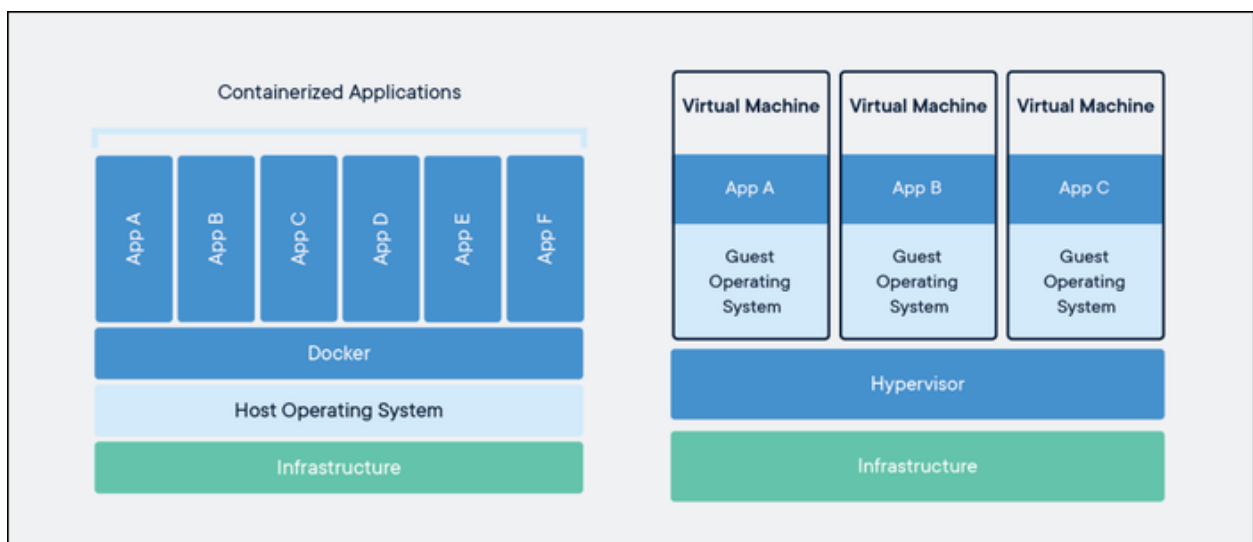 Containerized Applications
App A
App B
App C
App D
App E
App F
Docker
Host Operating System
Infrastructure
Virtual Machine
App A
Guest
Operating
System
Virtual Machine
App B
Guest
Operating
System
Virtual Machine
App C
Guest
Operating
System
Hypervisor
Infrastructure